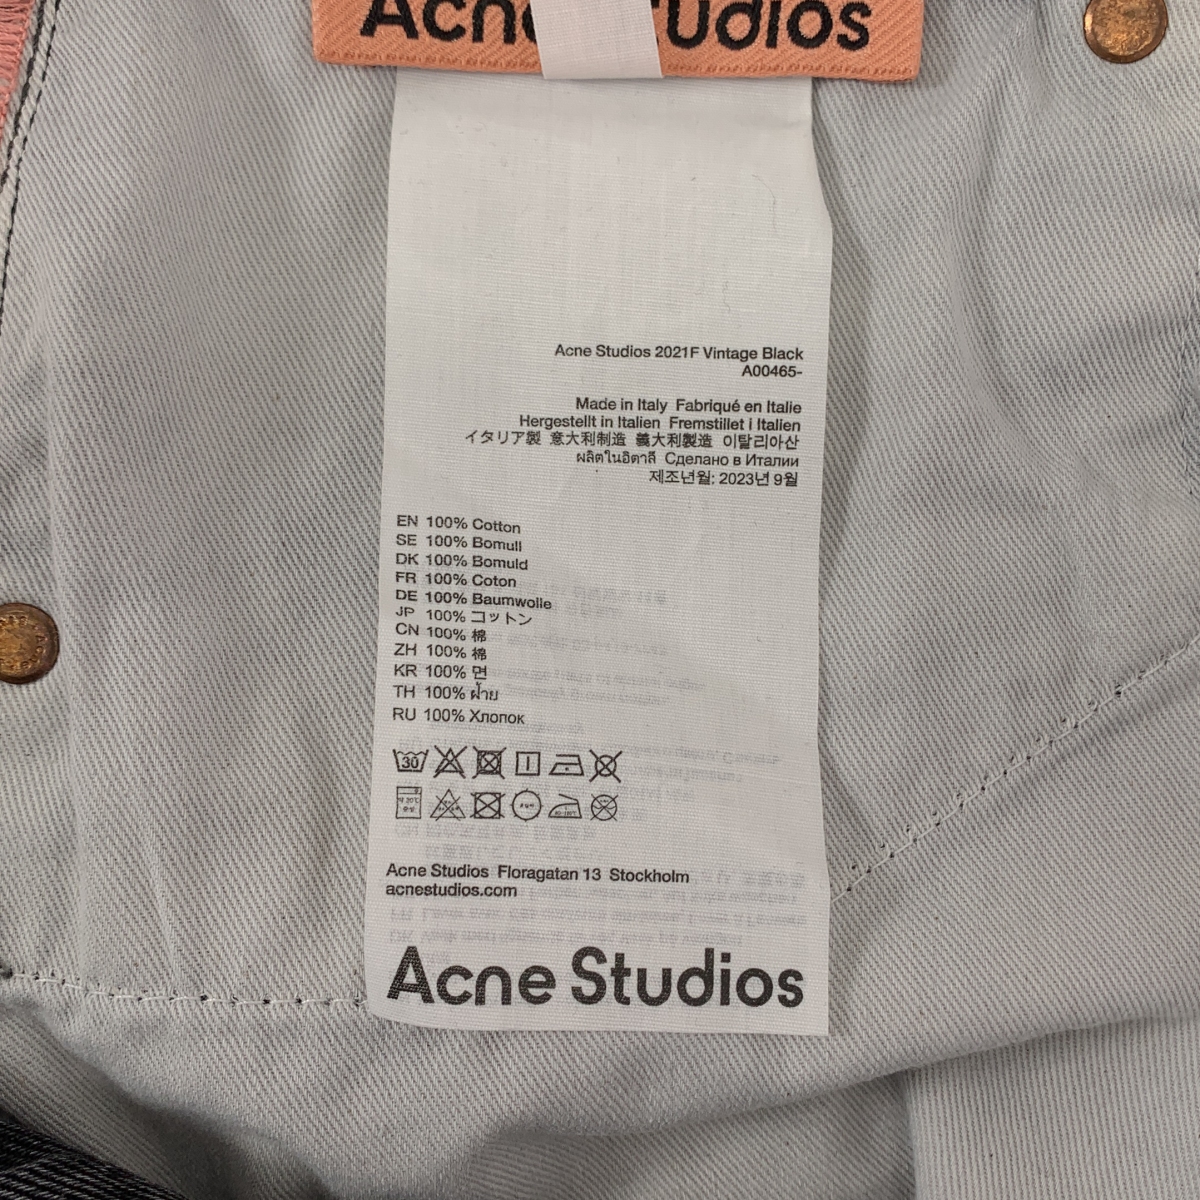 Acne Studios
Acne Studios 2021F Vintage Black
A00465-
Made in Italy Fabriqué en Italie
Hergestellt in Italien Fremstillet i Italien
イタリア製 意大利制造 義大利製造 이탈리아산
ผลิตในอิตาลี Сделано в Италии
제조년월: 2023년 9월
EN 100% Cotton
SE 100% Bomull
DK 100% Bomuld
FR 100% Coton
DE 100% Baumwolle
JP 100% コットン
CN 100% 棉
ZH 100% 棉
KR 100% 면
TH 100% ฝ้าย
RU 100% Хлопок
30
Acne Studios Floragatan 13 Stockholm
acnestudios.com
Acne Studios